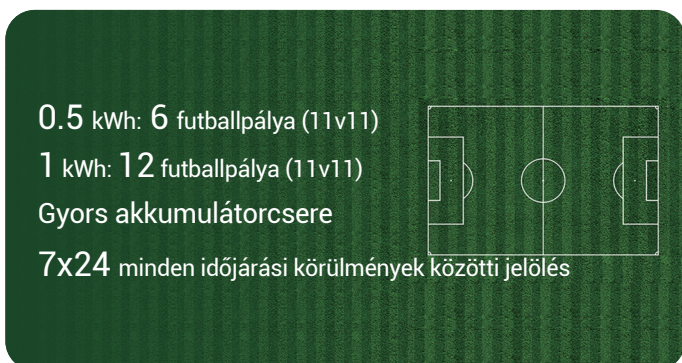 0.5 kWh: 6 futballpálya (11v11)
1 kWh: 12 futballpálya (11v11)
Gyors akkumulátorcsere
7x24 minden időjárási körülmények közötti jelölés